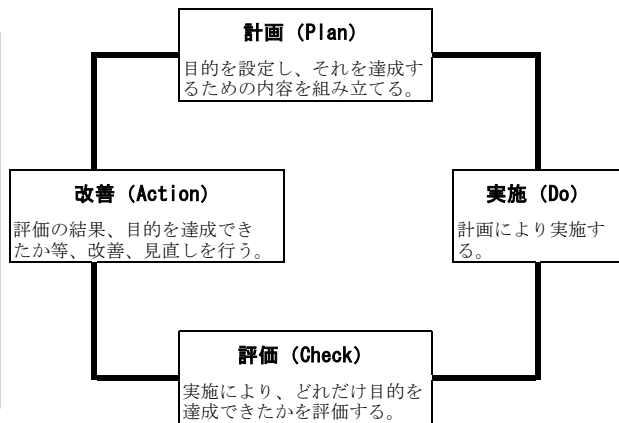 計画（Plan）
目的を設定し、それを達成す
るための内容を組み立てる。
改善（Action）
評価の結果、目的を達成でき
たか等、改善、見直しを行う。
実施（Do）
計画により実施す
る。
評価（Check）
実施により、どれだけ目的を
達成できたかを評価する。